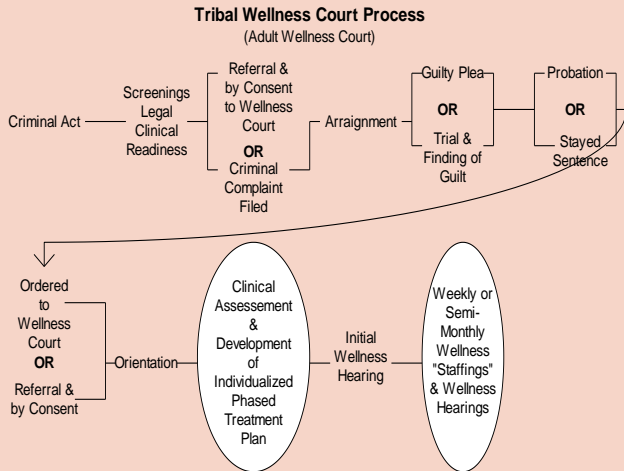 Tribal Wellness Court Process
(Adult Wellness Court)
Criminal Act
Screenings
Legal
Clinical
Readiness
Referral &
by Consent
to Wellness
Court
OR
Criminal
Complaint
Filed
Arraignment
Guilty Plea
OR
Trial &
Finding of
Guilt
Probation
OR
Stayed
Sentence
Ordered
to
Wellness
Court
OR
Referral &
by Consent
Orientation
Clinical
Assessement
&
Development
of
Individualized
Phased
Treatment
Plan
Initial
Wellness
Hearing
Weekly or
Semi-
Monthly
Wellness
"Staffings"
& Wellness
Hearings